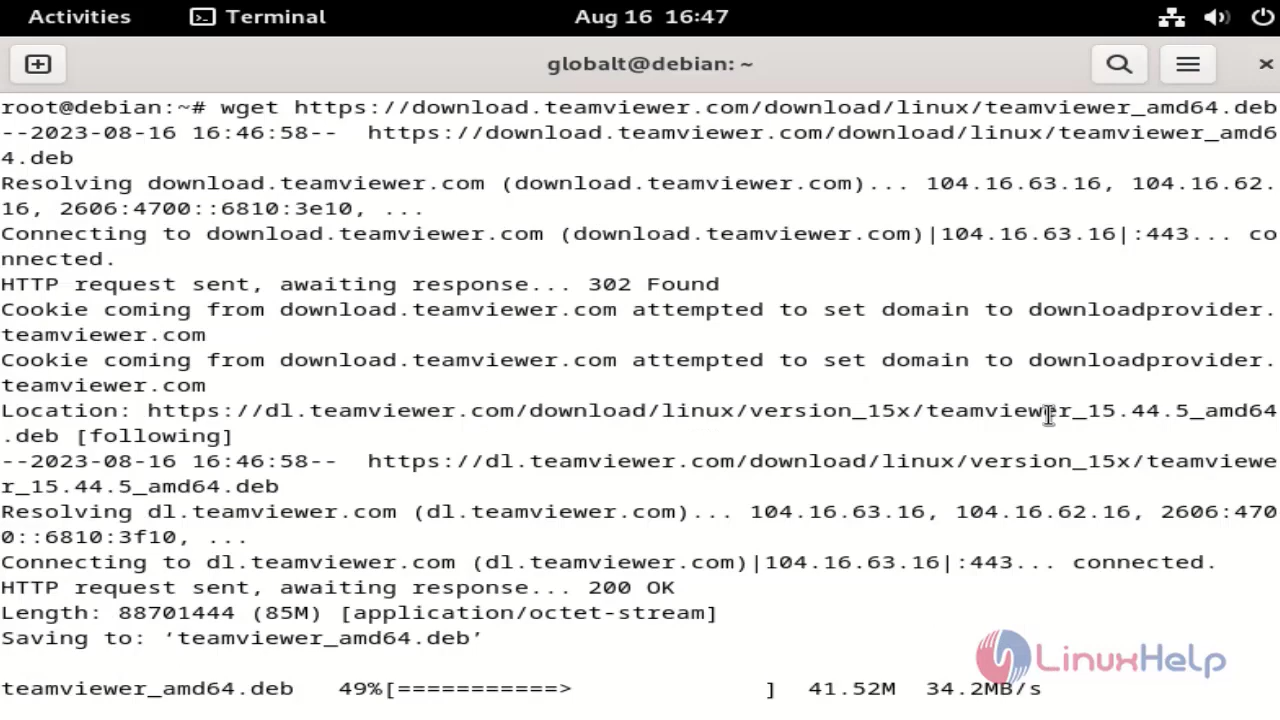 Activities Terminal Aug 16 16:47
globalt@debian: ~
root@debian:~# wget https://download.teamviewer.com/download/linux/teamviewer_amd64.deb
--2023-08-16 16:46:58--  https://download.teamviewer.com/download/linux/teamviewer_amd6
4.deb
Resolving download.teamviewer.com (download.teamviewer.com)... 104.16.63.16, 104.16.62.
16, 2606:4700::6810:3e10, ...
Connecting to download.teamviewer.com (download.teamviewer.com)|104.16.63.16|:443... co
nnected.
HTTP request sent, awaiting response... 302 Found
Cookie coming from download.teamviewer.com attempted to set domain to downloadprovider.
teamviewer.com
Cookie coming from download.teamviewer.com attempted to set domain to downloadprovider.
teamviewer.com
Location: https://dl.teamviewer.com/download/linux/version_15x/teamviewer_15.44.5_amd64
.deb [following]
--2023-08-16 16:46:58--  https://dl.teamviewer.com/download/linux/version_15x/teamviewe
r_15.44.5_amd64.deb
Resolving dl.teamviewer.com (dl.teamviewer.com)... 104.16.63.16, 104.16.62.16, 2606:470
0::6810:3f10, ...
Connecting to dl.teamviewer.com (dl.teamviewer.com)|104.16.63.16|:443... connected.
HTTP request sent, awaiting response... 200 OK
Length: 88701444 (85M) [application/octet-stream]
Saving to: ‘teamviewer_amd64.deb’
LinuxHelp
teamviewer_amd64.deb   49%[===========>             ]  41.52M  34.2MB/s